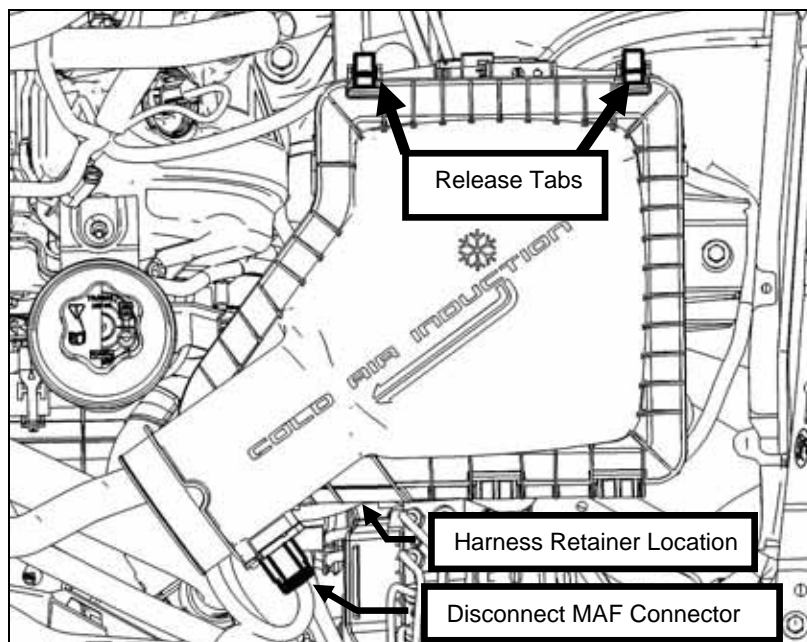 Release Tabs
COLD AIR INDUCTION
Harness Retainer Location
Disconnect MAF Connector